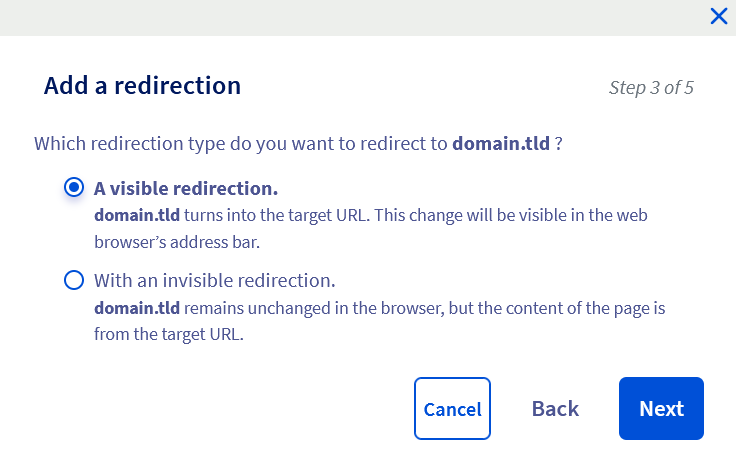 Add a redirection
Step 3 of 5
Which redirection type do you want to redirect to domain.tld ?
A visible redirection.
domain.tld turns into the target URL. This change will be visible in the web
browser’s address bar.
With an invisible redirection.
domain.tld remains unchanged in the browser, but the content of the page is
from the target URL.
Cancel
Back
Next